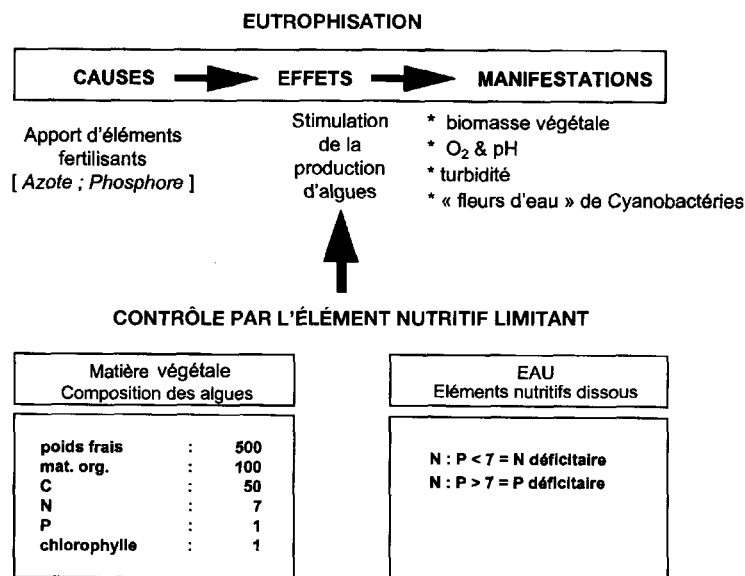 EUTROPHISATION
CAUSES EFFETS MANIFESTATIONS
Apport d'éléments
fertilisants
[ Azote ; Phosphore ]
Stimulation
de la
production
d'algues
* biomasse végétale
* O₂ & pH
* turbidité
* « fleurs d'eau » de Cyanobactéries
CONTRÔLE PAR L'ÉLÉMENT NUTRITIF LIMITANT
Matière végétale
Composition des algues
poids frais : 500
mat. org. : 100
C : 50
N : 7
P : 1
chlorophylle : 1
EAU
Eléments nutritifs dissous
N : P < 7 = N déficitaire
N : P > 7 = P déficitaire